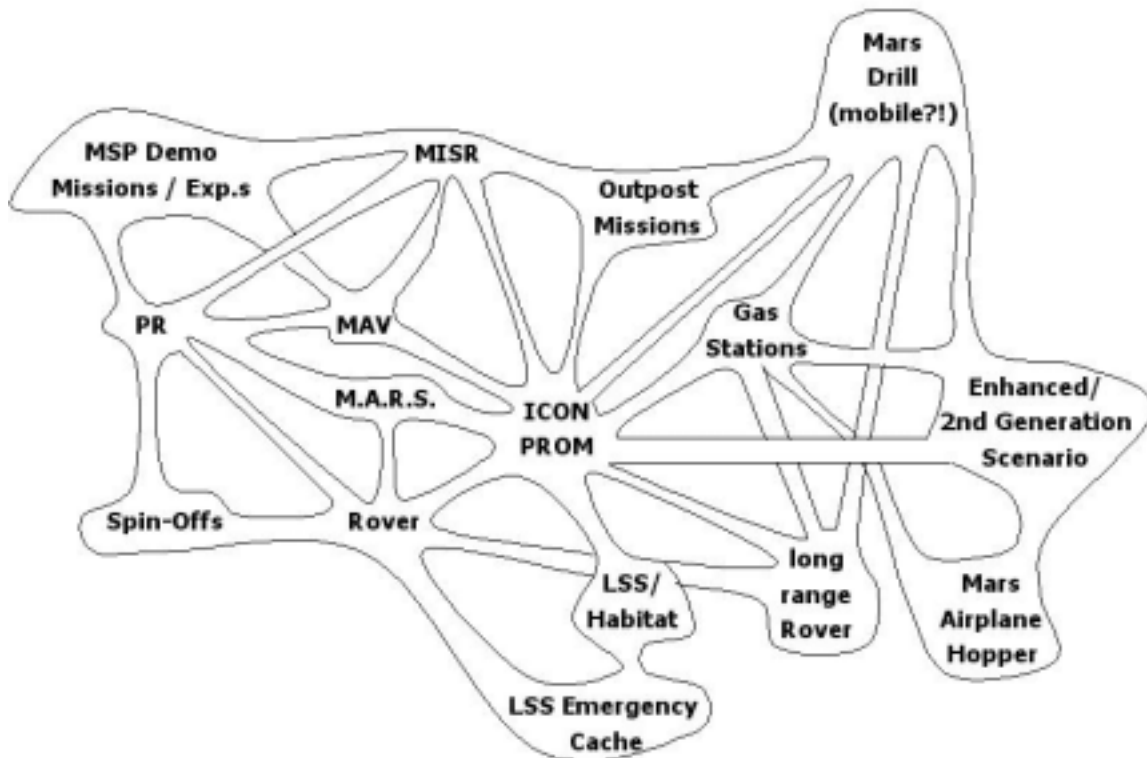 Mars
Drill
(mobile?!)
MSP Demo
Missions / Exp.s
MISR
Outpost
Missions
PR
MAV
Gas
Stations
M.A.R.S.
ICON
PROM
Enhanced/
2nd Generation
Scenario
Spin-Offs
Rover
LSS/
Habitat
long
range
Rover
Mars
Airplane
Hopper
LSS Emergency
Cache